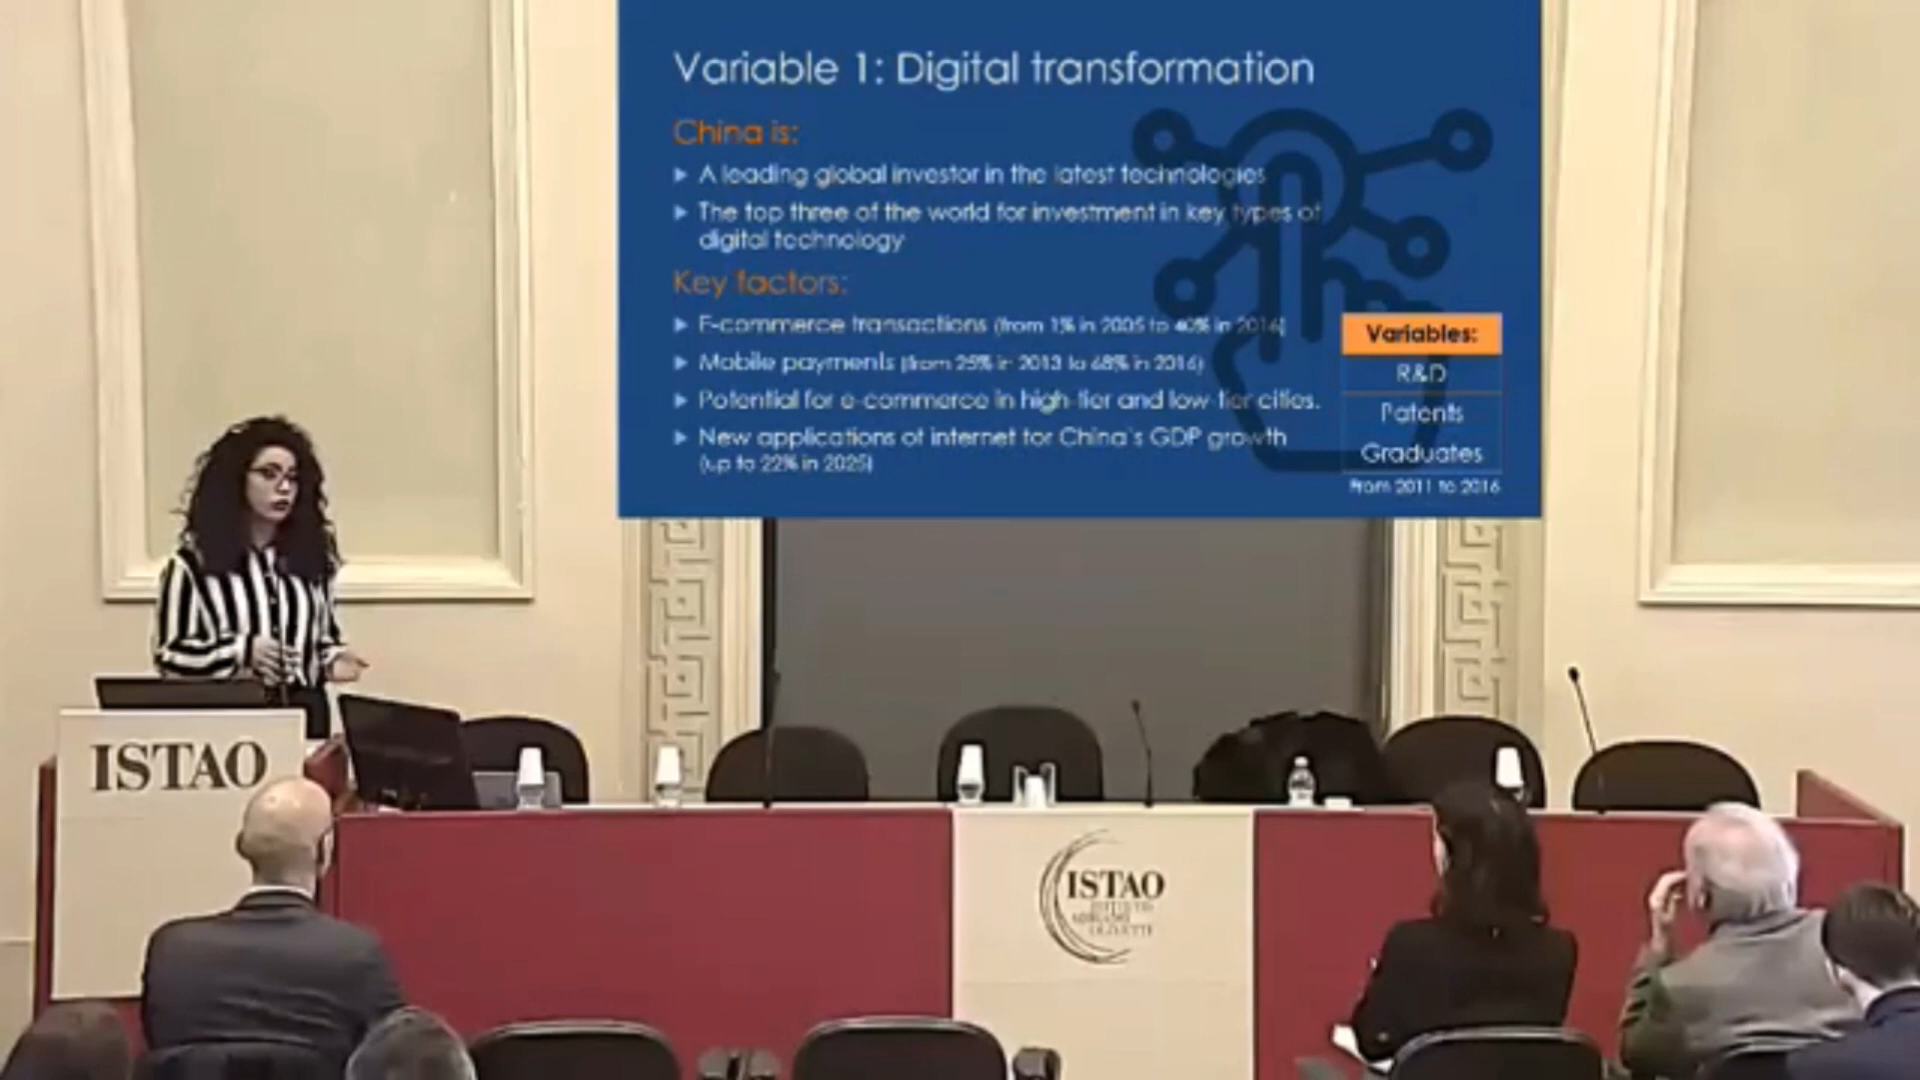 Variable 1: Digital transformation
China is:
A leading global investor in the latest technologies
The top three of the world for investment in key types of
digital technology
Key factors:
E-commerce transactions (from 1% in 2005 to 40% in 2016)
Mobile payments (from 25% in 2013 to 68% in 2016)
Potential for e-commerce in high-tier and low-tier cities.
New applications of internet for China's GDP growth
(up to 22% in 2025)
Variables:
R&D
Patents
Graduates
From 2011 to 2016
ISTAO
ISTAO
ISTITUTO
ADRIANO
OLIVETTI